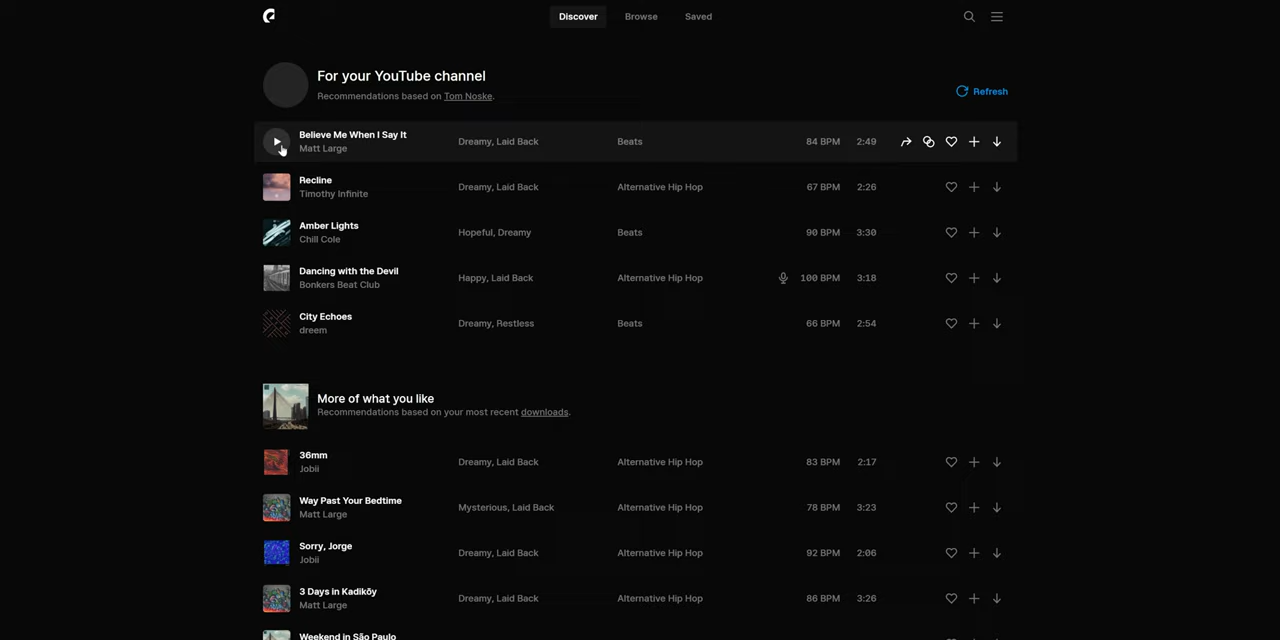 Discover
Browse
Saved
For your YouTube channel
Recommendations based on Tom Noske.
Refresh
Believe Me When I Say It
Matt Large
Dreamy, Laid Back
Beats
84 BPM
2:49
Recline
Timothy Infinite
Dreamy, Laid Back
Alternative Hip Hop
67 BPM
2:26
Amber Lights
Chill Cole
Hopeful, Dreamy
Beats
90 BPM
3:30
Dancing with the Devil
Bonkers Beat Club
Happy, Laid Back
Alternative Hip Hop
100 BPM
3:18
City Echoes
dreem
Dreamy, Restless
Beats
66 BPM
2:54
More of what you like
Recommendations based on your most recent downloads.
36mm
Jobii
Dreamy, Laid Back
Alternative Hip Hop
83 BPM
2:17
Way Past Your Bedtime
Matt Large
Mysterious, Laid Back
Alternative Hip Hop
78 BPM
3:23
Sorry, Jorge
Jobii
Dreamy, Laid Back
Alternative Hip Hop
92 BPM
2:06
3 Days in Kadiköy
Matt Large
Dreamy, Laid Back
Alternative Hip Hop
86 BPM
3:26
Weekend in São Paulo